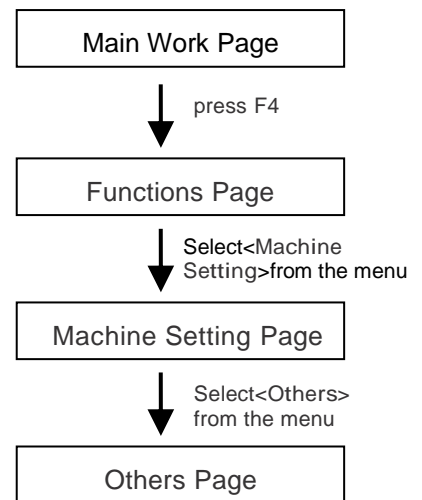 Main Work Page
press F4
Functions Page
Select<Machine
Setting>from the menu
Machine Setting Page
Select<Others>
from the menu
Others Page